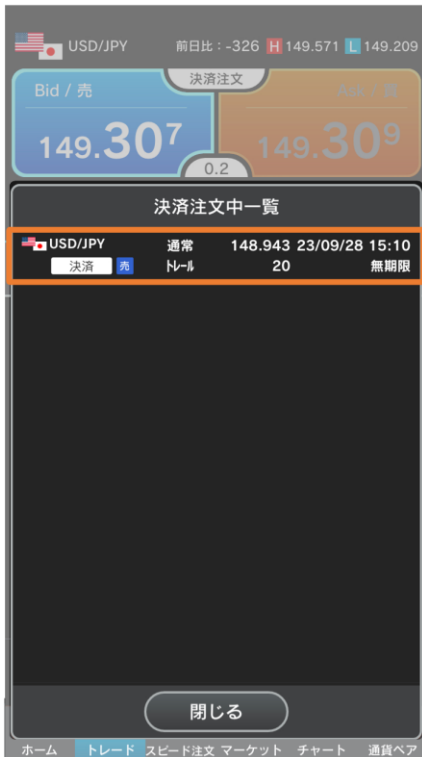 USD/JPY 前日比：-326 H 149.571 L 149.209
Bid / 売 決済注文 Ask / 買
149.307 149.309
0.2
決済注文中一覧
USD/JPY 通常 148.943 23/09/28 15:10
決済 売 ﾄﾚｰﾙ 20 無期限
閉じる
ホーム トレード スピード注文 マーケット チャート 通貨ペア